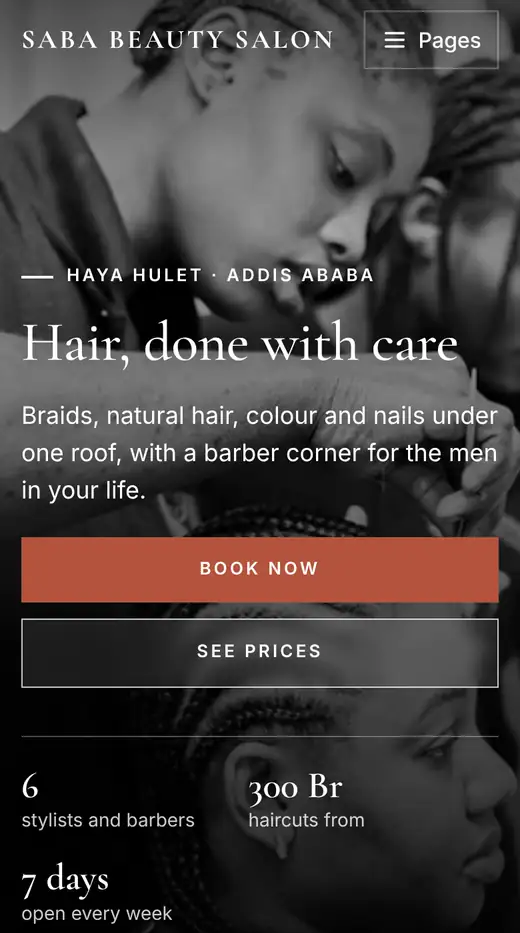 SABA BEAUTY SALON
Pages
HAYA HULET · ADDIS ABABA
Hair, done with care
Braids, natural hair, colour and nails under
one roof, with a barber corner for the men
in your life.
BOOK NOW
SEE PRICES
6
stylists and barbers
300 Br
haircuts from
7 days
open every week